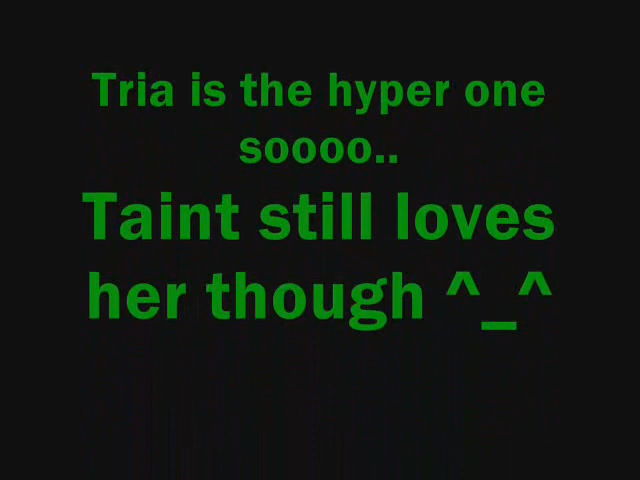 Tria is the hyper one
soooo..
Taint still loves
her though ^_^